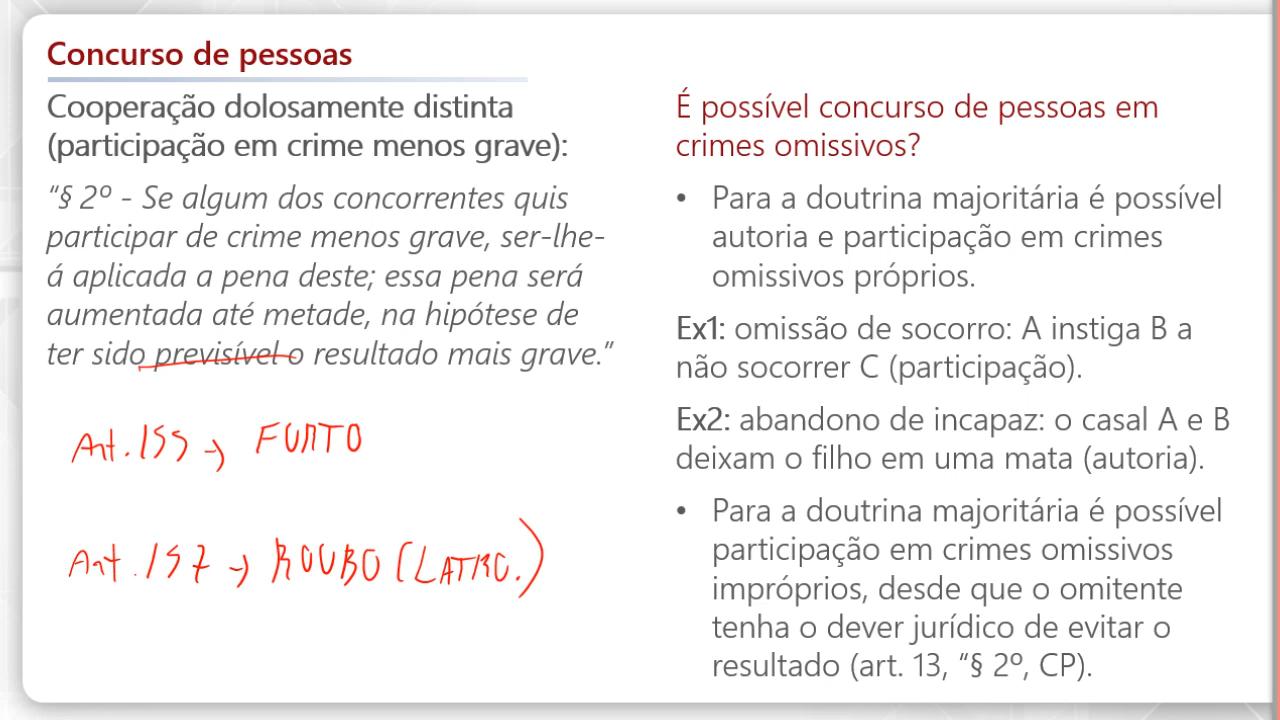 Concurso de pessoas
Cooperação dolosamente distinta
(participação em crime menos grave):
“§ 2º - Se algum dos concorrentes quis
participar de crime menos grave, ser-lhe-
á aplicada a pena deste; essa pena será
aumentada até metade, na hipótese de
ter sido previsível o resultado mais grave.”
Art. 155 → FURTO
Art. 157 → ROUBO (LATRO.)
É possível concurso de pessoas em
crimes omissivos?
• Para a doutrina majoritária é possível
autoria e participação em crimes
omissivos próprios.
Ex1: omissão de socorro: A instiga B a
não socorrer C (participação).
Ex2: abandono de incapaz: o casal A e B
deixam o filho em uma mata (autoria).
• Para a doutrina majoritária é possível
participação em crimes omissivos
impróprios, desde que o omitente
tenha o dever jurídico de evitar o
resultado (art. 13, “§ 2º, CP).